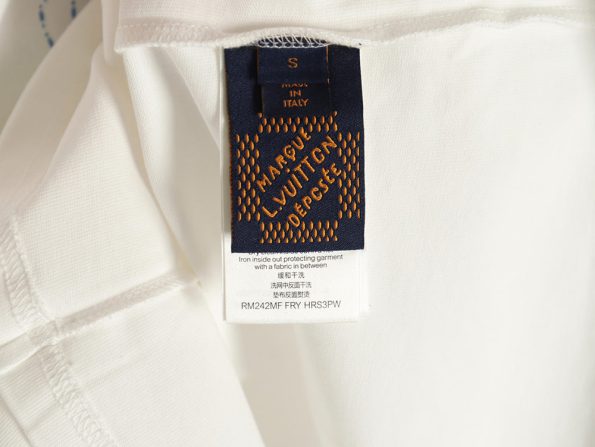 S
MADE
IN
ITALY
MARQUE
L.VUITTON
DÉPOSÉE
Iron inside out protecting garment
with a fabric in between
缓和干洗
洗网中反面干洗
垫布反面熨烫
RM242MF FRY HRS3PW